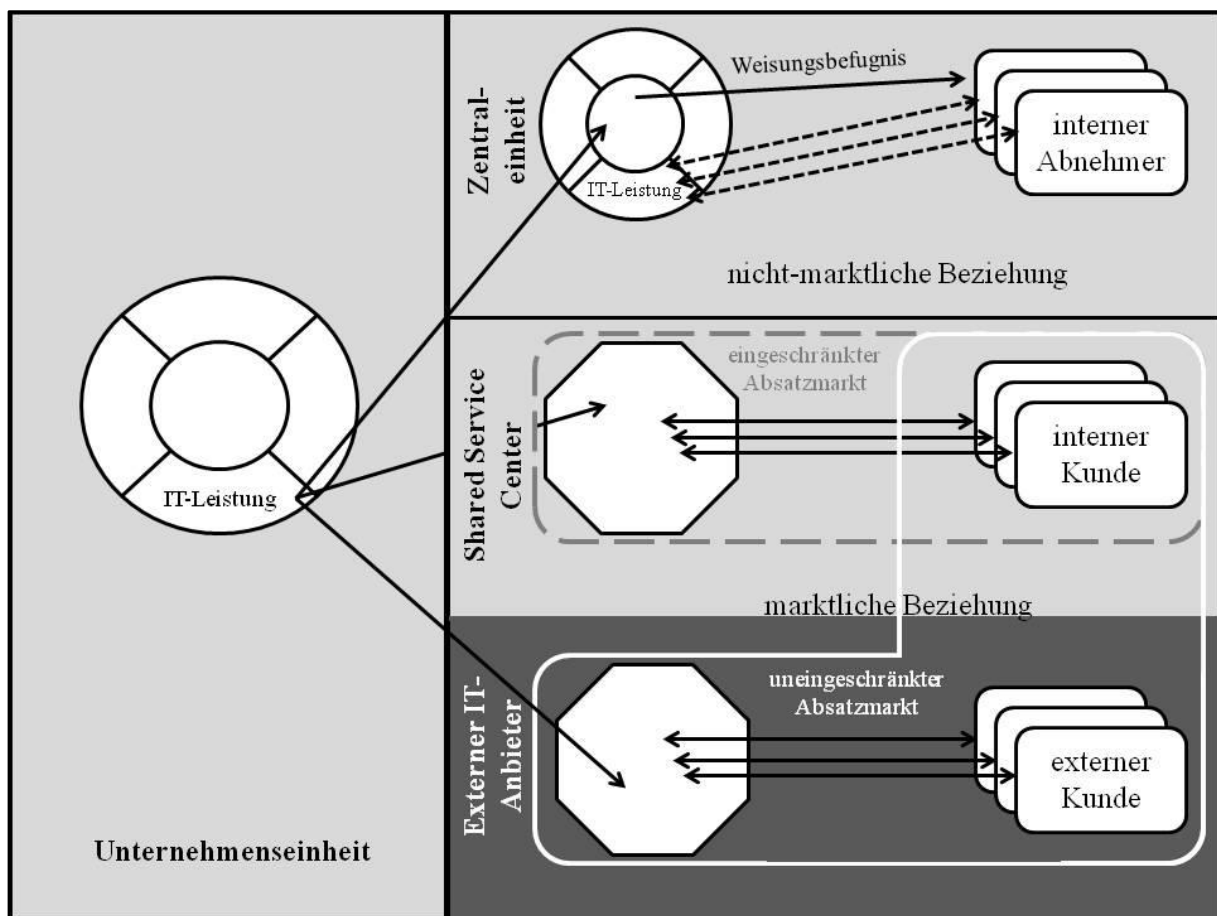 Unternehmenseinheit
IT-Leistung
Zentral-
einheit
Weisungsbefugnis
IT-Leistung
interner
Abnehmer
nicht-marktliche Beziehung
Shared Service
Center
eingeschränkter
Absatzmarkt
interner
Kunde
marktliche Beziehung
Externer IT-
Anbieter
uneingeschränkter
Absatzmarkt
externer
Kunde